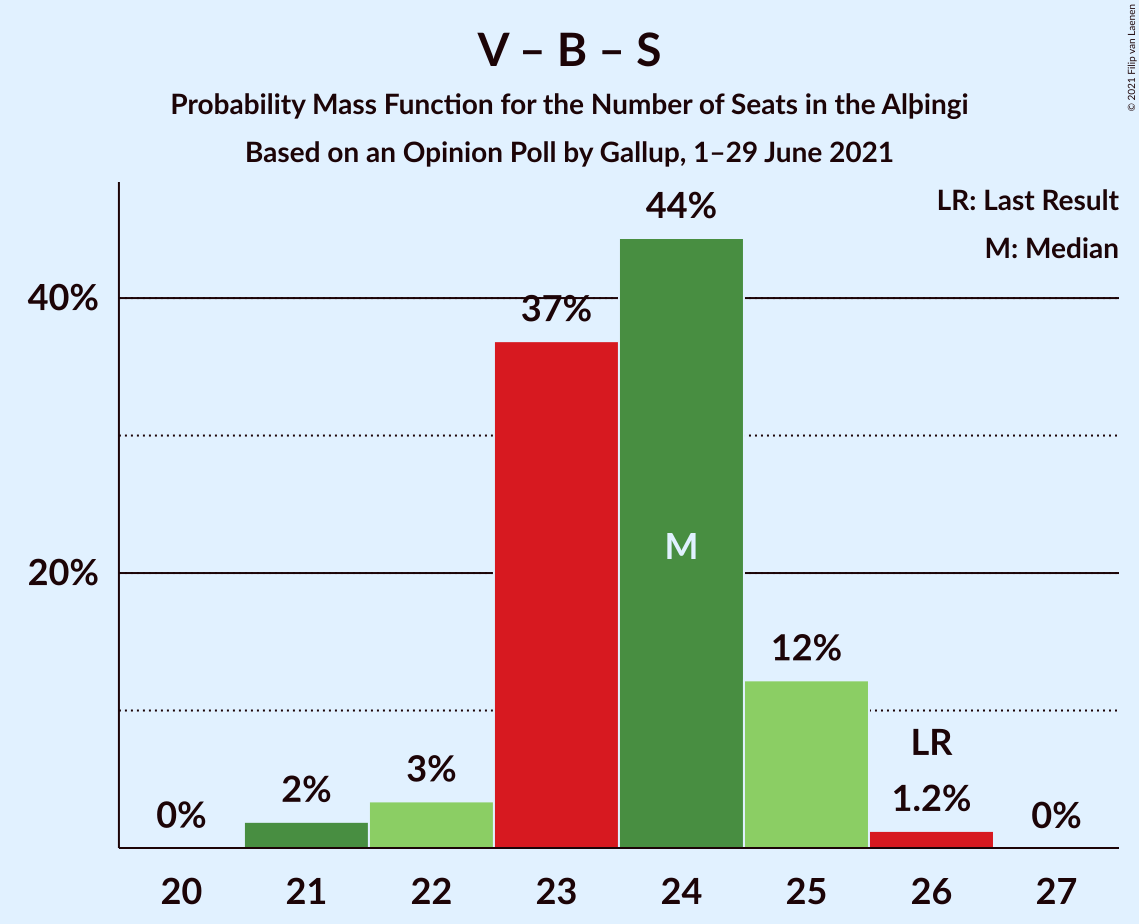 V – B – S
Probability Mass Function for the Number of Seats in the Alþingi
Based on an Opinion Poll by Gallup, 1–29 June 2021
© 2021 Filip van Laenen
LR: Last Result
M: Median
40%
20%
0%
2%
3%
37%
44%
M
12%
LR
1.2%
0%
20 21 22 23 24 25 26 27